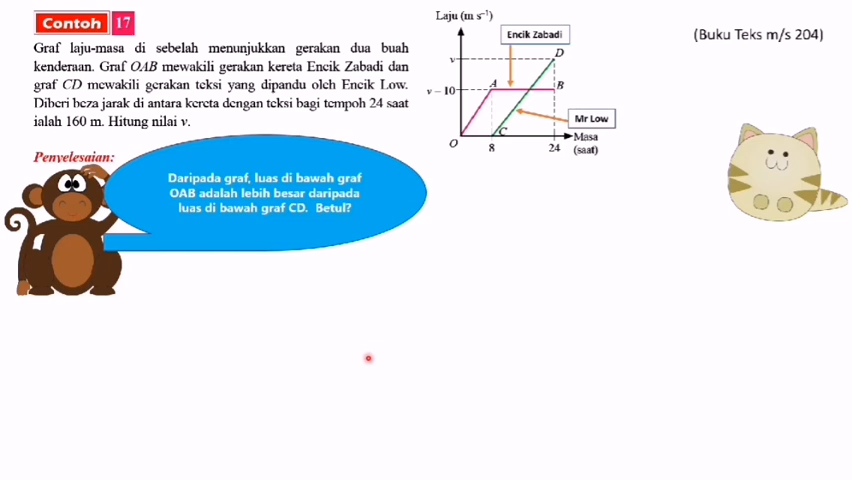 Contoh 17
Graf laju-masa di sebelah menunjukkan gerakan dua buah
kenderaan. Graf OAB mewakili gerakan kereta Encik Zabadi dan
graf CD mewakili gerakan teksi yang dipandu oleh Encik Low.
Diberi beza jarak di antara kereta dengan teksi bagi tempoh 24 saat
ialah 160 m. Hitung nilai v.
Penyelesaian:
Daripada graf, luas di bawah graf
OAB adalah lebih besar daripada
luas di bawah graf CD. Betul?
Laju (m s⁻¹)
Encik Zabadi
D
v
A
B
v – 10
Mr Low
C
Masa
(saat)
O
8
24
(Buku Teks m/s 204)